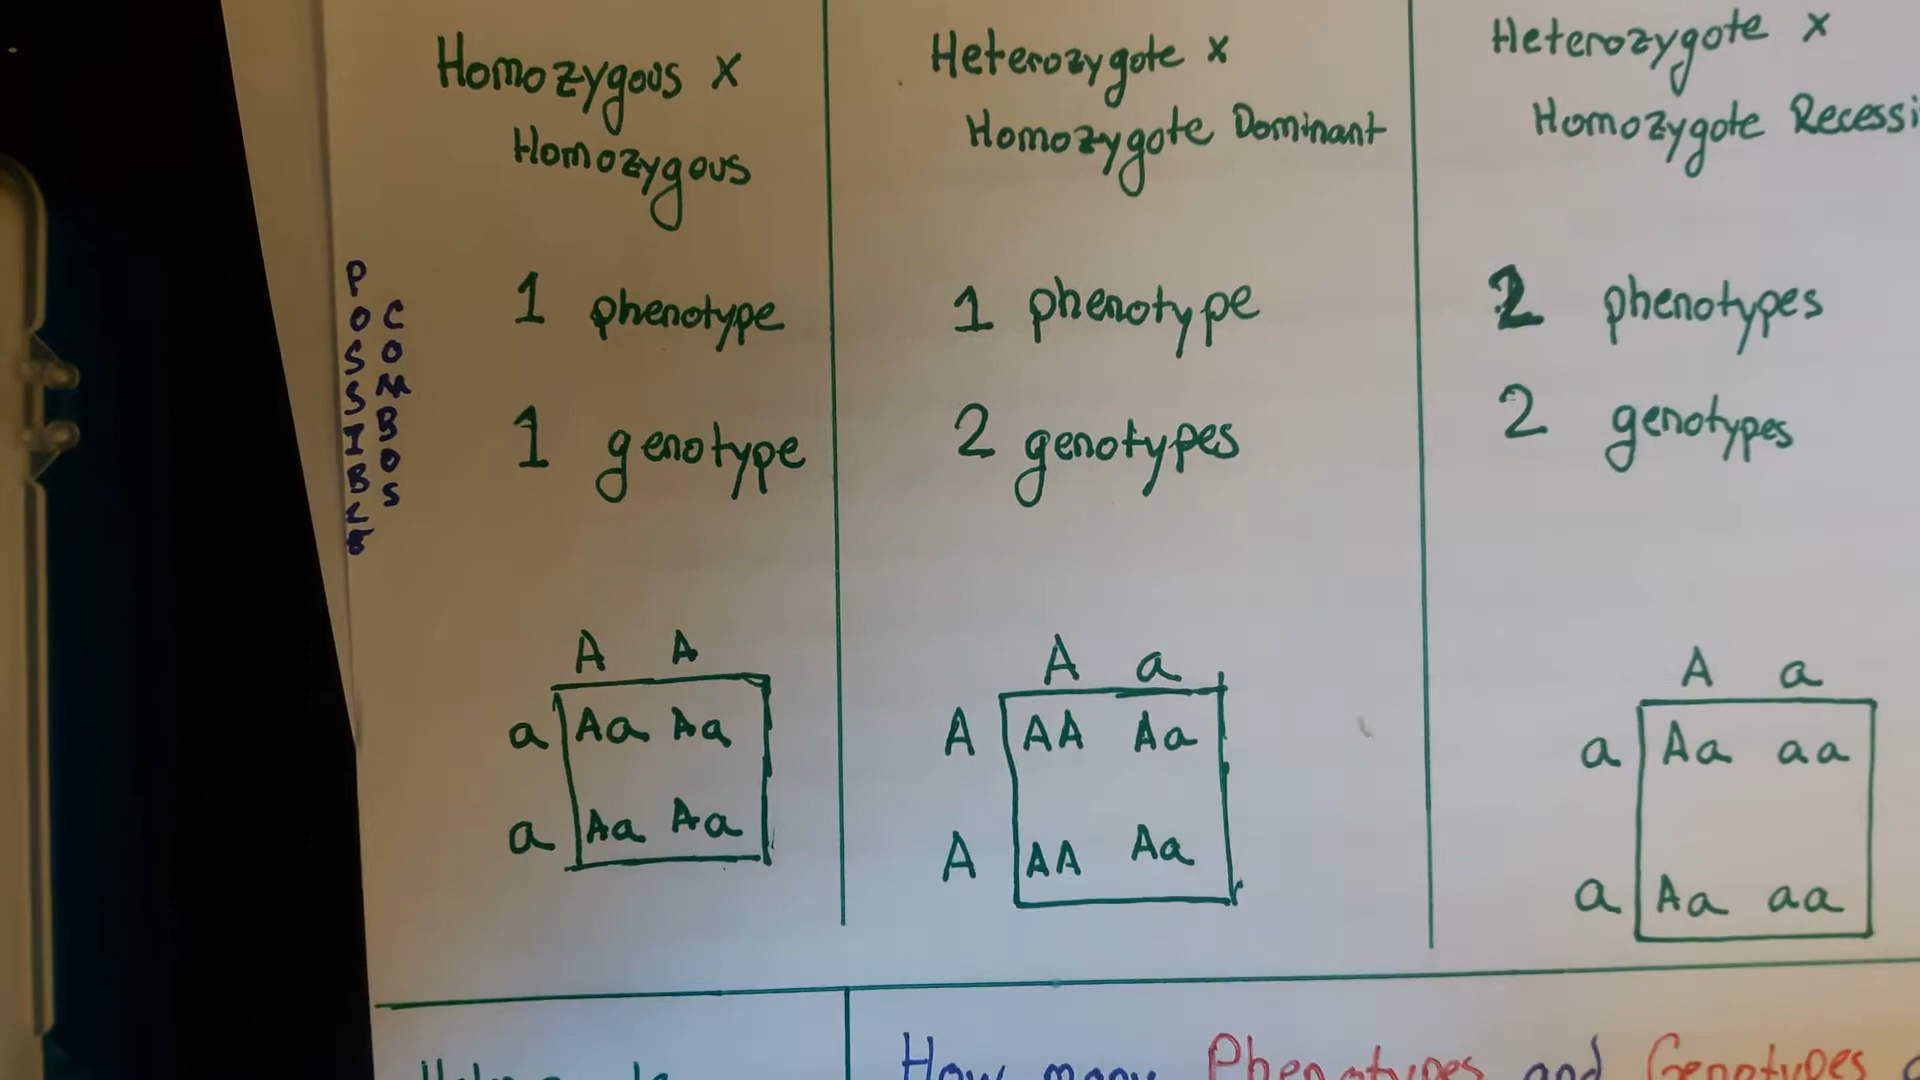 Homozygous x
Homozygous
1 phenotype
1 genotype
A A
a Aa Aa
a Aa Aa
Heterozygote x
Homozygote Dominant
1 phenotype
2 genotypes
A a
A AA Aa
A AA Aa
Heterozygote x
Homozygote Recessi
2 phenotypes
2 genotypes
A a
a Aa aa
a Aa aa
POSSIBLE
COMBOS
How many Phenotypes and Genotypes